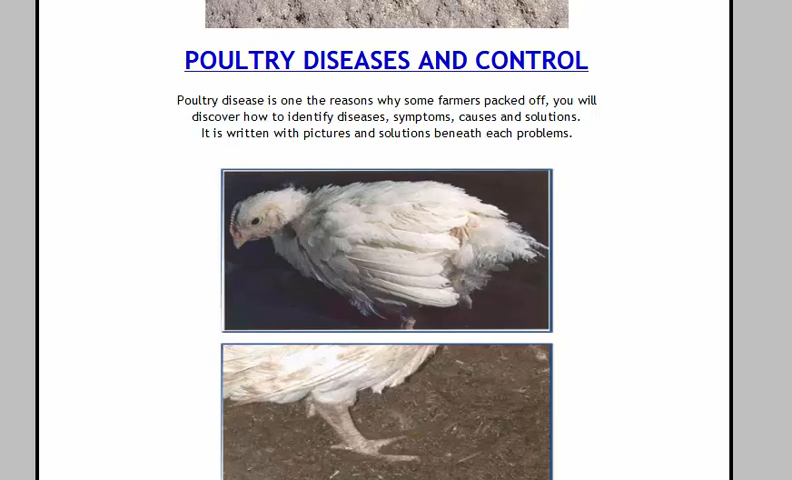 POULTRY DISEASES AND CONTROL
Poultry disease is one the reasons why some farmers packed off, you will
discover how to identify diseases, symptoms, causes and solutions.
It is written with pictures and solutions beneath each problems.